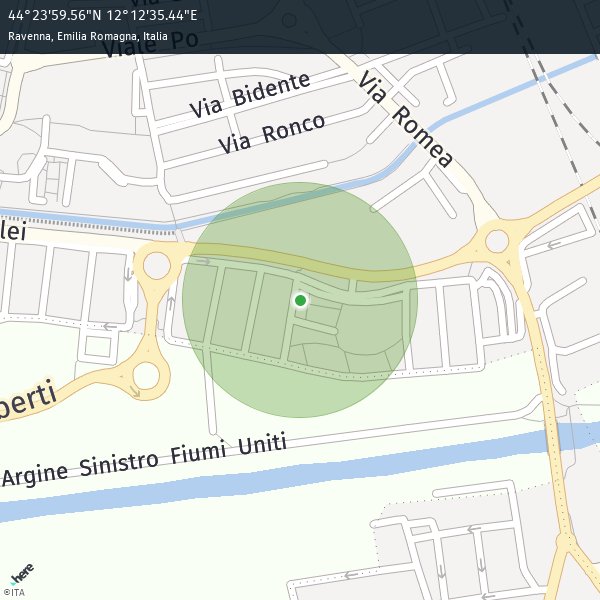 44°23'59.56"N 12°12'35.44"E
Ravenna, Emilia Romagna, Italia
Viale Po
Via Bidente
Via Romea
Via Ronco
lei
berti
Argine Sinistro Fiumi Uniti
here
©ITA